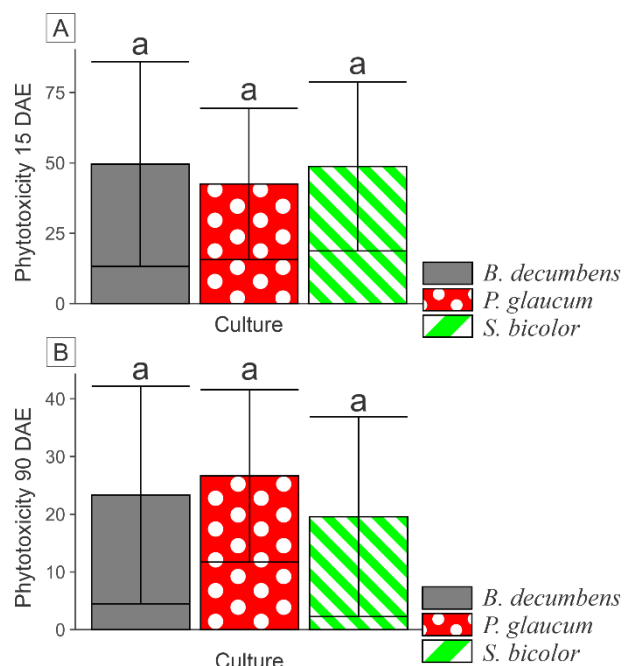 A
a
a
a
Phytotoxicity 15 DAE
75
50
25
0
Culture
B. decumbens
P. glaucum
S. bicolor
B
a
a
a
Phytotoxicity 90 DAE
40
30
20
10
0
Culture
B. decumbens
P. glaucum
S. bicolor